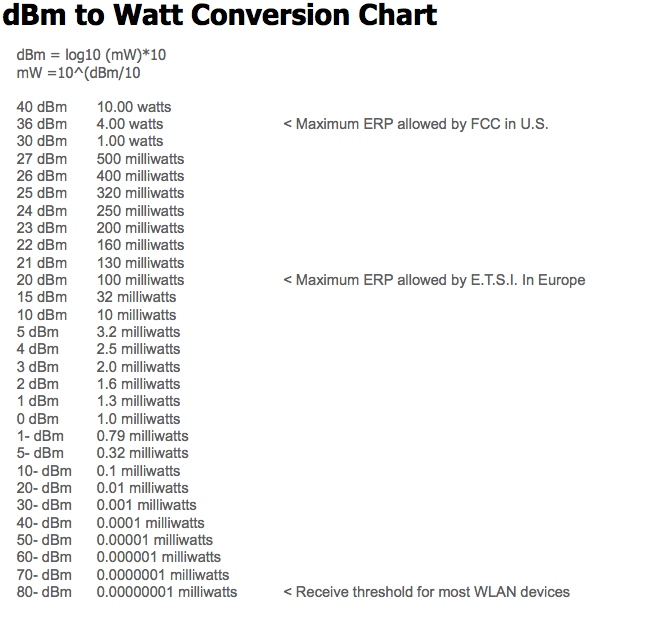 dBm to Watt Conversion Chart
dBm = log10 (mW)*10
mW =10^(dBm/10
40 dBm 10.00 watts
36 dBm 4.00 watts < Maximum ERP allowed by FCC in U.S.
30 dBm 1.00 watts
27 dBm 500 milliwatts
26 dBm 400 milliwatts
25 dBm 320 milliwatts
24 dBm 250 milliwatts
23 dBm 200 milliwatts
22 dBm 160 milliwatts
21 dBm 130 milliwatts
20 dBm 100 milliwatts < Maximum ERP allowed by E.T.S.I. In Europe
15 dBm 32 milliwatts
10 dBm 10 milliwatts
5 dBm 3.2 milliwatts
4 dBm 2.5 milliwatts
3 dBm 2.0 milliwatts
2 dBm 1.6 milliwatts
1 dBm 1.3 milliwatts
0 dBm 1.0 milliwatts
1- dBm 0.79 milliwatts
5- dBm 0.32 milliwatts
10- dBm 0.1 milliwatts
20- dBm 0.01 milliwatts
30- dBm 0.001 milliwatts
40- dBm 0.0001 milliwatts
50- dBm 0.00001 milliwatts
60- dBm 0.000001 milliwatts
70- dBm 0.0000001 milliwatts
80- dBm 0.00000001 milliwatts < Receive threshold for most WLAN devices